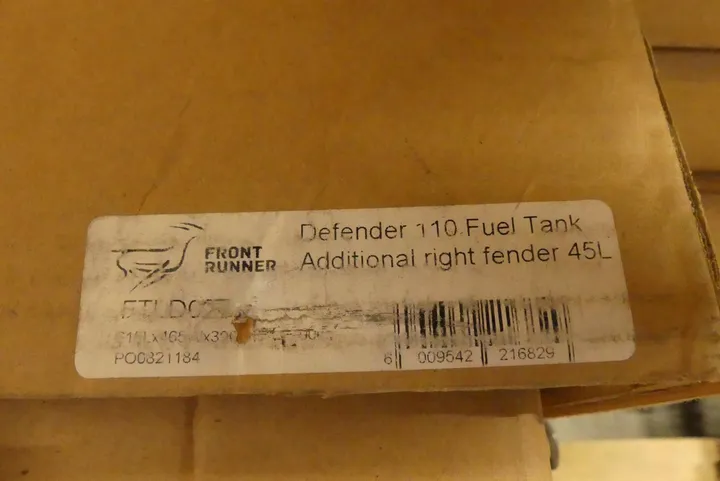 FRONT
RUNNER
Defender 110 Fuel Tank
Additional right fender 45L
PO0821184
6 009542 216829